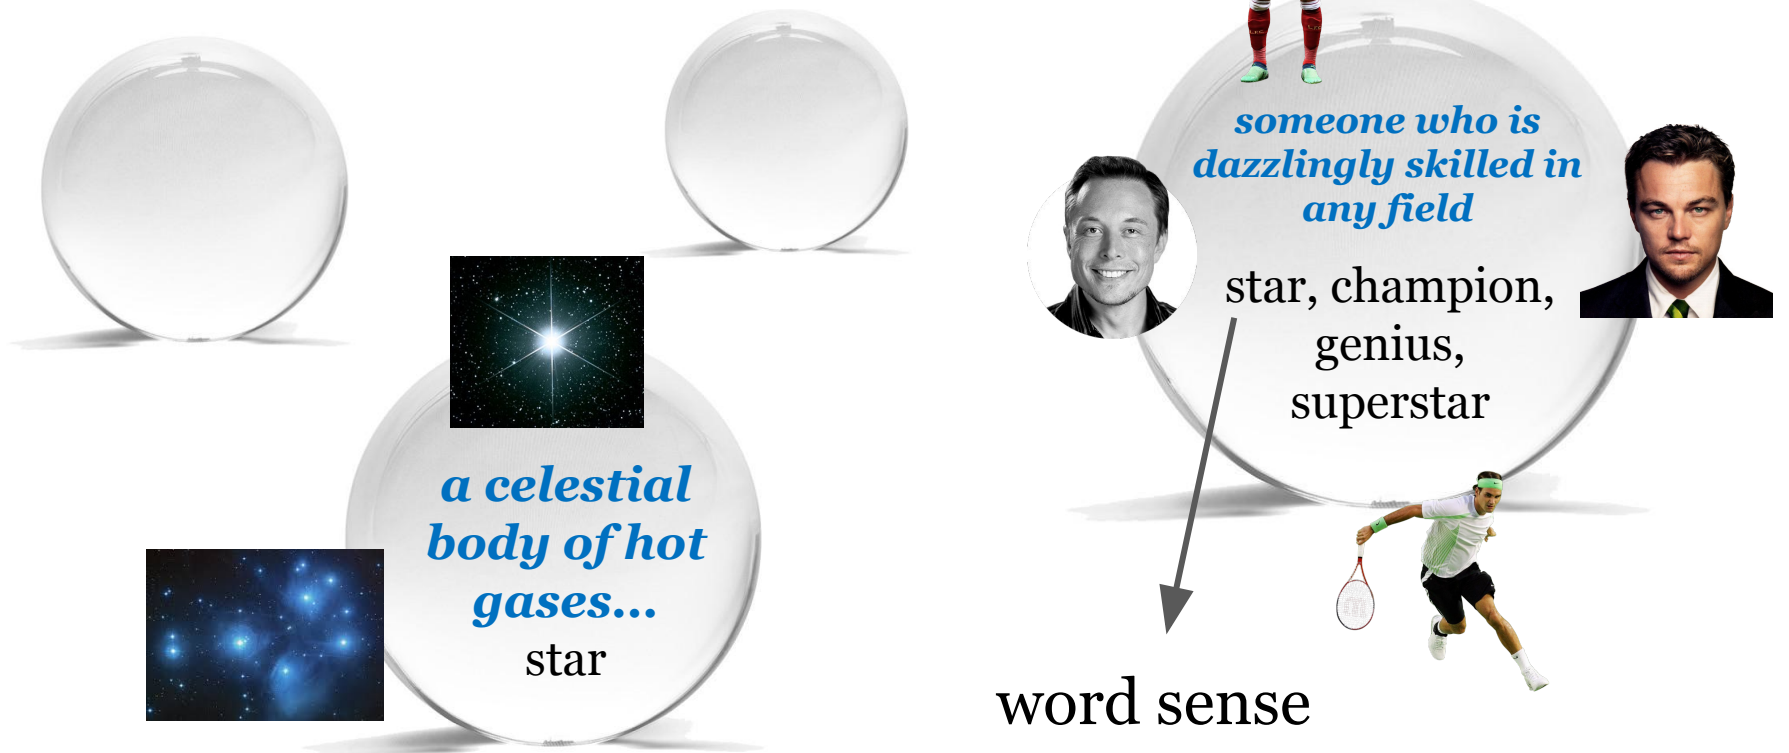 a celestial
body of hot
gases...
star
someone who is
dazzlingly skilled in
any field
star, champion,
genius,
superstar
word sense